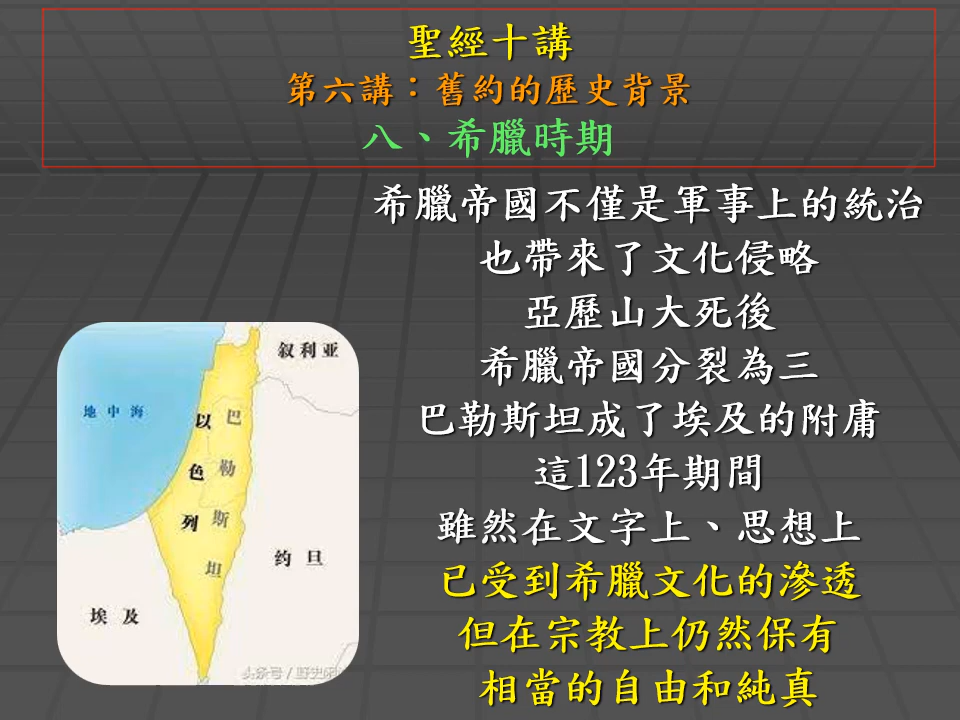 聖經十講
第六講：舊約的歷史背景
八、希臘時期
希臘帝國不僅是軍事上的統治
也帶來了文化侵略
亞歷山大死後
希臘帝國分裂為三
巴勒斯坦成了埃及的附庸
這123年期間
雖然在文字上、思想上
已受到希臘文化的滲透
但在宗教上仍然保有
相當的自由和純真
叙利亚
地中海
以色列
巴勒斯坦
约旦
埃及